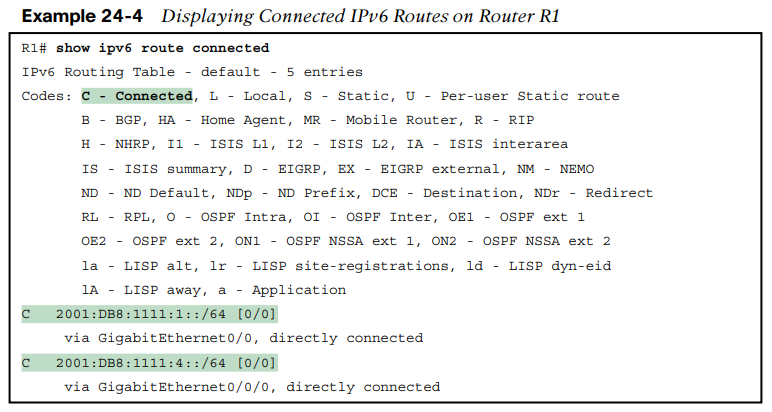 Example 24-4 Displaying Connected IPv6 Routes on Router R1
R1# show ipv6 route connected
IPv6 Routing Table - default - 5 entries
Codes: C - Connected, L - Local, S - Static, U - Per-user Static route
B - BGP, HA - Home Agent, MR - Mobile Router, R - RIP
H - NHRP, I1 - ISIS L1, I2 - ISIS L2, IA - ISIS interarea
IS - ISIS summary, D - EIGRP, EX - EIGRP external, NM - NEMO
ND - ND Default, NDp - ND Prefix, DCE - Destination, NDr - Redirect
RL - RPL, O - OSPF Intra, OI - OSPF Inter, OE1 - OSPF ext 1
OE2 - OSPF ext 2, ON1 - OSPF NSSA ext 1, ON2 - OSPF NSSA ext 2
la - LISP alt, lr - LISP site-registrations, ld - LISP dyn-eid
lA - LISP away, a - Application
C 2001:DB8:1111:1::/64 [0/0]
via GigabitEthernet0/0, directly connected
C 2001:DB8:1111:4::/64 [0/0]
via GigabitEthernet0/0/0, directly connected